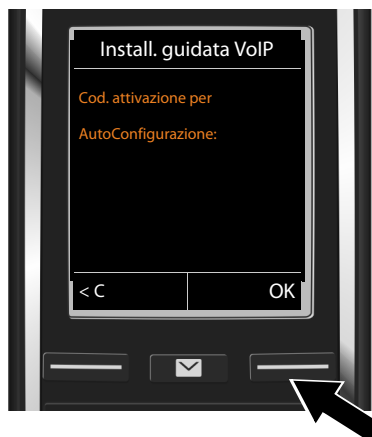 Install. guidata VoIP
Cod. attivazione per
AutoConfigurazione:
< C
OK